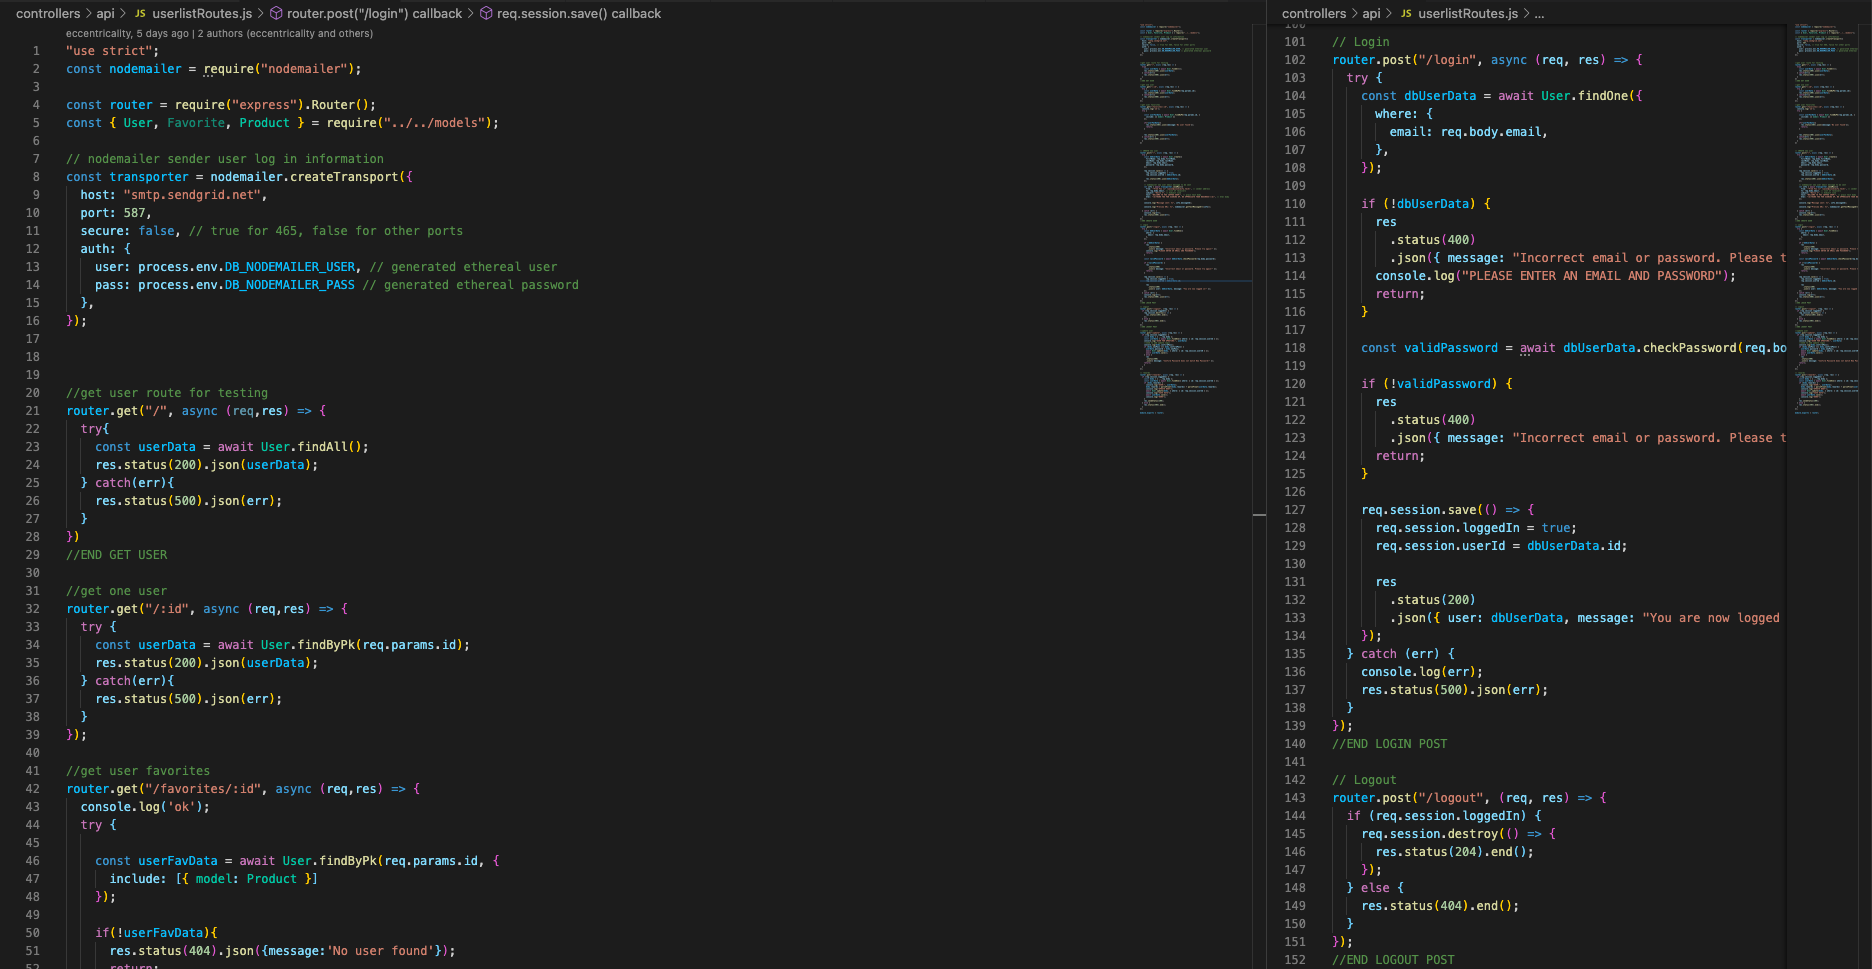 controllers > api > JS userlistRoutes.js > router.post("/login") callback > req.session.save() callback
eccentricality, 5 days ago | 2 authors (eccentricality and others)
1 "use strict";
2 const nodemailer = require("nodemailer");
3
4 const router = require("express").Router();
5 const { User, Favorite, Product } = require("../../models");
6
7 // nodemailer sender user log in information
8 const transporter = nodemailer.createTransport({
9 host: "smtp.sendgrid.net",
10 port: 587,
11 secure: false, // true for 465, false for other ports
12 auth: {
13 user: process.env.DB_NODEMAILER_USER, // generated ethereal user
14 pass: process.env.DB_NODEMAILER_PASS // generated ethereal password
15 },
16 });
17
18
19
20 //get user route for testing
21 router.get("/", async (req,res) => {
22 try{
23 const userData = await User.findAll();
24 res.status(200).json(userData);
25 } catch(err){
26 res.status(500).json(err);
27 }
28 })
29 //END GET USER
30
31 //get one user
32 router.get("/:id", async (req,res) => {
33 try {
34 const userData = await User.findByPk(req.params.id);
35 res.status(200).json(userData);
36 } catch(err){
37 res.status(500).json(err);
38 }
39 });
40
41 //get user favorites
42 router.get("/favorites/:id", async (req,res) => {
43 console.log('ok');
44 try {
45
46 const userFavData = await User.findByPk(req.params.id, {
47 include: [{ model: Product }]
48 });
49
50 if(!userFavData){
51 res.status(404).json({message:'No user found'});
52 return;
controllers > api > JS userlistRoutes.js > ...
100
101 // Login
102 router.post("/login", async (req, res) => {
103 try {
104 const dbUserData = await User.findOne({
105 where: {
106 email: req.body.email,
107 },
108 });
109
110 if (!dbUserData) {
111 res
112 .status(400)
113 .json({ message: "Incorrect email or password. Please t
114 console.log("PLEASE ENTER AN EMAIL AND PASSWORD");
115 return;
116 }
117
118 const validPassword = await dbUserData.checkPassword(req.bo
119
120 if (!validPassword) {
121 res
122 .status(400)
123 .json({ message: "Incorrect email or password. Please t
124 return;
125 }
126
127 req.session.save(() => {
128 req.session.loggedIn = true;
129 req.session.userId = dbUserData.id;
130
131 res
132 .status(200)
133 .json({ user: dbUserData, message: "You are now logged
134 });
135 } catch (err) {
136 console.log(err);
137 res.status(500).json(err);
138 }
139 });
140 //END LOGIN POST
141
142 // Logout
143 router.post("/logout", (req, res) => {
144 if (req.session.loggedIn) {
145 req.session.destroy(() => {
146 res.status(204).end();
147 });
148 } else {
149 res.status(404).end();
150 }
151 });
152 //END LOGOUT POST